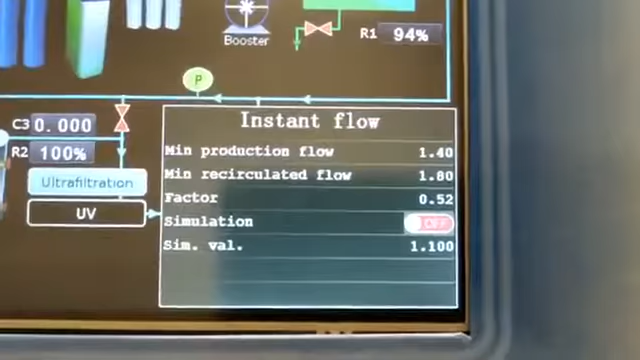 Booster
R1 94%
P
C3 0.000
R2 100%
Ultrafiltration
UV
Instant flow
Min production flow 1.40
Min recirculated flow 1.80
Factor 0.52
Simulation OFF
Sim. val. 1.100